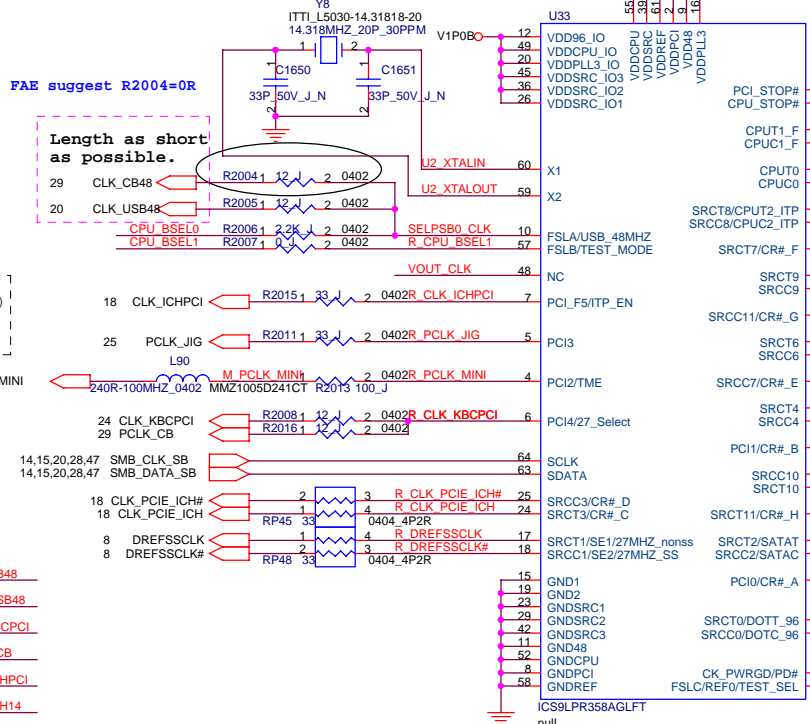 Y8
ITTI_L5030-14.31818-20
14.318MHZ_20P_30PPM
1 2
C1650
33P_50V_J_N
C1651
33P_50V_J_N
FAE suggest R2004=0R
Length as short
as possible.
29 CLK_CB48 R2004 1 12_J 2 0402
20 CLK_USB48 R2005 1 12_J 2 0402
CPU_BSEL0 R2006 1 2.2K_J 2 0402 SELPSB0_CLK
CPU_BSEL1 R2007 1 0_J 2 0402 R_CPU_BSEL1
U2_XTALIN
U2_XTALOUT
VOUT_CLK
18 CLK_ICHPCI R2015 1 33_J 2 0402 R_CLK_ICHPCI
25 PCLK_JIG R2011 1 33_J 2 0402 R_PCLK_JIG
L90
MINI 240R-100MHZ_0402 MMZ1005D241CT M_PCLK_MINI 1 R2013 100_J 2 0402 R_PCLK_MINI
24 CLK_KBCPCI R2008 1 12_J 2 0402 R_CLK_KBCPCI
29 PCLK_CB R2016 1 12_J 2 0402
14,15,20,28,47 SMB_CLK_SB
14,15,20,28,47 SMB_DATA_SB
18 CLK_PCIE_ICH# 2 3 R_CLK_PCIE_ICH#
18 CLK_PCIE_ICH 1 4 R_CLK_PCIE_ICH
RP45 33 0404_4P2R
8 DREFSSCLK 1 4 R_DREFSSCLK
8 DREFSSCLK# 2 3 R_DREFSSCLK#
RP48 33 0404_4P2R
B48
SB48
CPCI
CB
HPCI
H14
V1P0B
U33
55 39 61 2 9 16
VDDCPU
VDDSRC
VDDREF
VDDPCI
VDD48
VDDPLL3
12 VDD96_IO
49 VDDCPU_IO
20 VDDPLL3_IO
45 VDDSRC_IO3
36 VDDSRC_IO2
26 VDDSRC_IO1
60 X1
59 X2
10 FSLA/USB_48MHZ
57 FSLB/TEST_MODE
48 NC
7 PCI_F5/ITP_EN
5 PCI3
4 PCI2/TME
6 PCI4/27_Select
64 SCLK
63 SDATA
25 SRCC3/CR#_D
24 SRCT3/CR#_C
17 SRCT1/SE1/27MHZ_nonss
18 SRCC1/SE2/27MHZ_SS
15 GND1
19 GND2
23 GNDSRC1
29 GNDSRC2
42 GNDSRC3
11 GND48
52 GNDCPU
8 GNDPCI
58 GNDREF
PCI_STOP#
CPU_STOP#
CPUT1_F
CPUC1_F
CPUT0
CPUC0
SRCT8/CPUT2_ITP
SRCC8/CPUC2_ITP
SRCT7/CR#_F
SRCT9
SRCC9
SRCC11/CR#_G
SRCT6
SRCC6
SRCC7/CR#_E
SRCT4
SRCC4
PCI1/CR#_B
SRCC10
SRCT10
SRCT11/CR#_H
SRCT2/SATAT
SRCC2/SATAC
PCI0/CR#_A
SRCT0/DOTT_96
SRCC0/DOTC_96
CK_PWRGD/PD#
FSLC/REF0/TEST_SEL
ICS9LPR358AGLFT
null